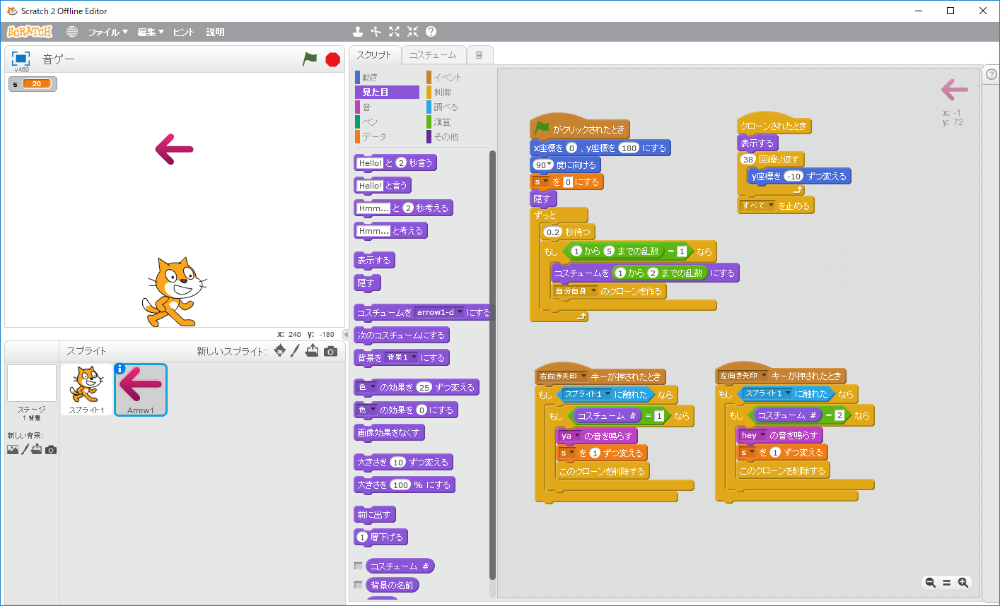 Scratch 2 Offline Editor
SCRATCH ファイル 編集 ヒント 説明
v460
音ゲー
s 20
x: 240 y: -180
スプライト 新しいスプライト:
ステージ
1 背景
新しい背景:
スプライト1
Arrow1
スクリプト コスチューム 音
動き イベント
見た目 制御
音 調べる
ペン 演算
データ その他
Hello! と 2 秒言う
Hello! と言う
Hmm... と 2 秒考える
Hmm... と考える
表示する
隠す
コスチュームを arrow1-d にする
次のコスチュームにする
背景を 背景1 にする
色 の効果を 25 ずつ変える
色 の効果を 0 にする
画像効果をなくす
大きさを 10 ずつ変える
大きさを 100 % にする
前に出す
1 層下げる
コスチューム #
背景の名前
x: -1
y: 72
がクリックされたとき
x座標を 0 、y座標を 180 にする
90 度に向ける
s を 0 にする
隠す
ずっと
0.2 秒待つ
もし 1 から 5 までの乱数 = 1 なら
コスチュームを 1 から 2 までの乱数 にする
自分自身 のクローンを作る
クローンされたとき
表示する
38 回繰り返す
y座標を -10 ずつ変える
すべて を止める
右向き矢印 キーが押されたとき
もし スプライト1 に触れた なら
もし コスチューム # = 1 なら
ya の音を鳴らす
s を 1 ずつ変える
このクローンを削除する
左向き矢印 キーが押されたとき
もし スプライト1 に触れた なら
もし コスチューム # = 2 なら
hey の音を鳴らす
s を 1 ずつ変える
このクローンを削除する